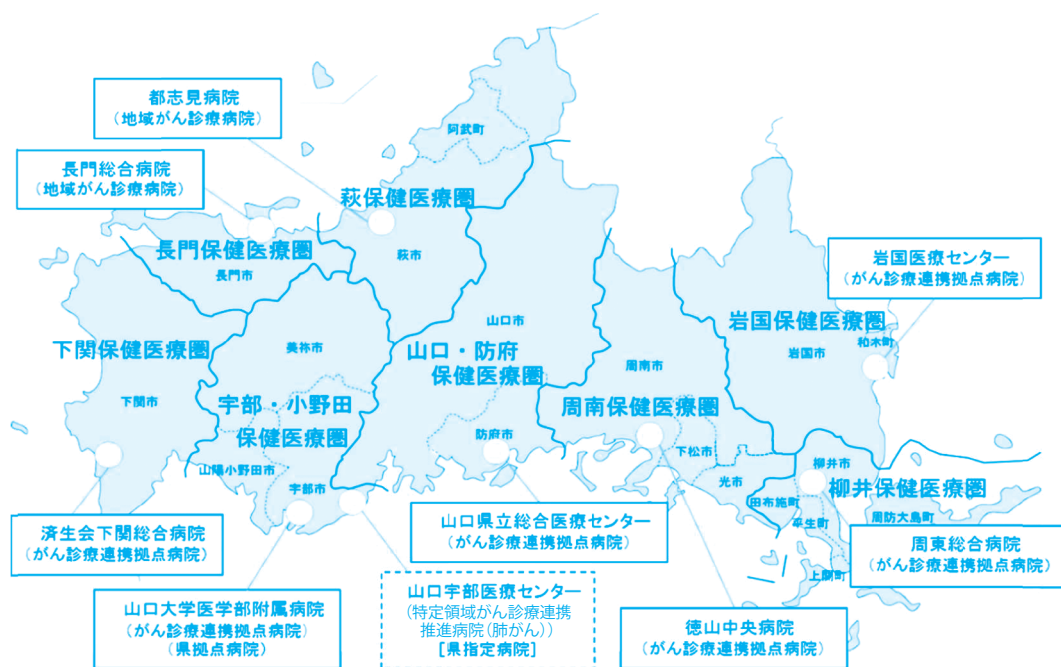 都志見病院
(地域がん診療病院)
長門総合病院
(地域がん診療病院)
阿武町
萩保健医療圏
萩市
長門保健医療圏
長門市
岩国医療センター
(がん診療連携拠点病院)
岩国保健医療圏
和木町
岩国市
山口市
山口・防府
保健医療圏
防府市
下関保健医療圏
下関市
美祢市
宇部・小野田
保健医療圏
山陽小野田市
宇部市
周南市
周南保健医療圏
下松市
光市
柳井市
柳井保健医療圏
田布施町
平生町
周防大島町
上関町
済生会下関総合病院
(がん診療連携拠点病院)
山口県立総合医療センター
(がん診療連携拠点病院)
周東総合病院
(がん診療連携拠点病院)
山口大学医学部附属病院
(がん診療連携拠点病院)
(県拠点病院)
山口宇部医療センター
(特定領域がん診療連携
推進病院(肺がん))
[県指定病院]
徳山中央病院
(がん診療連携拠点病院)